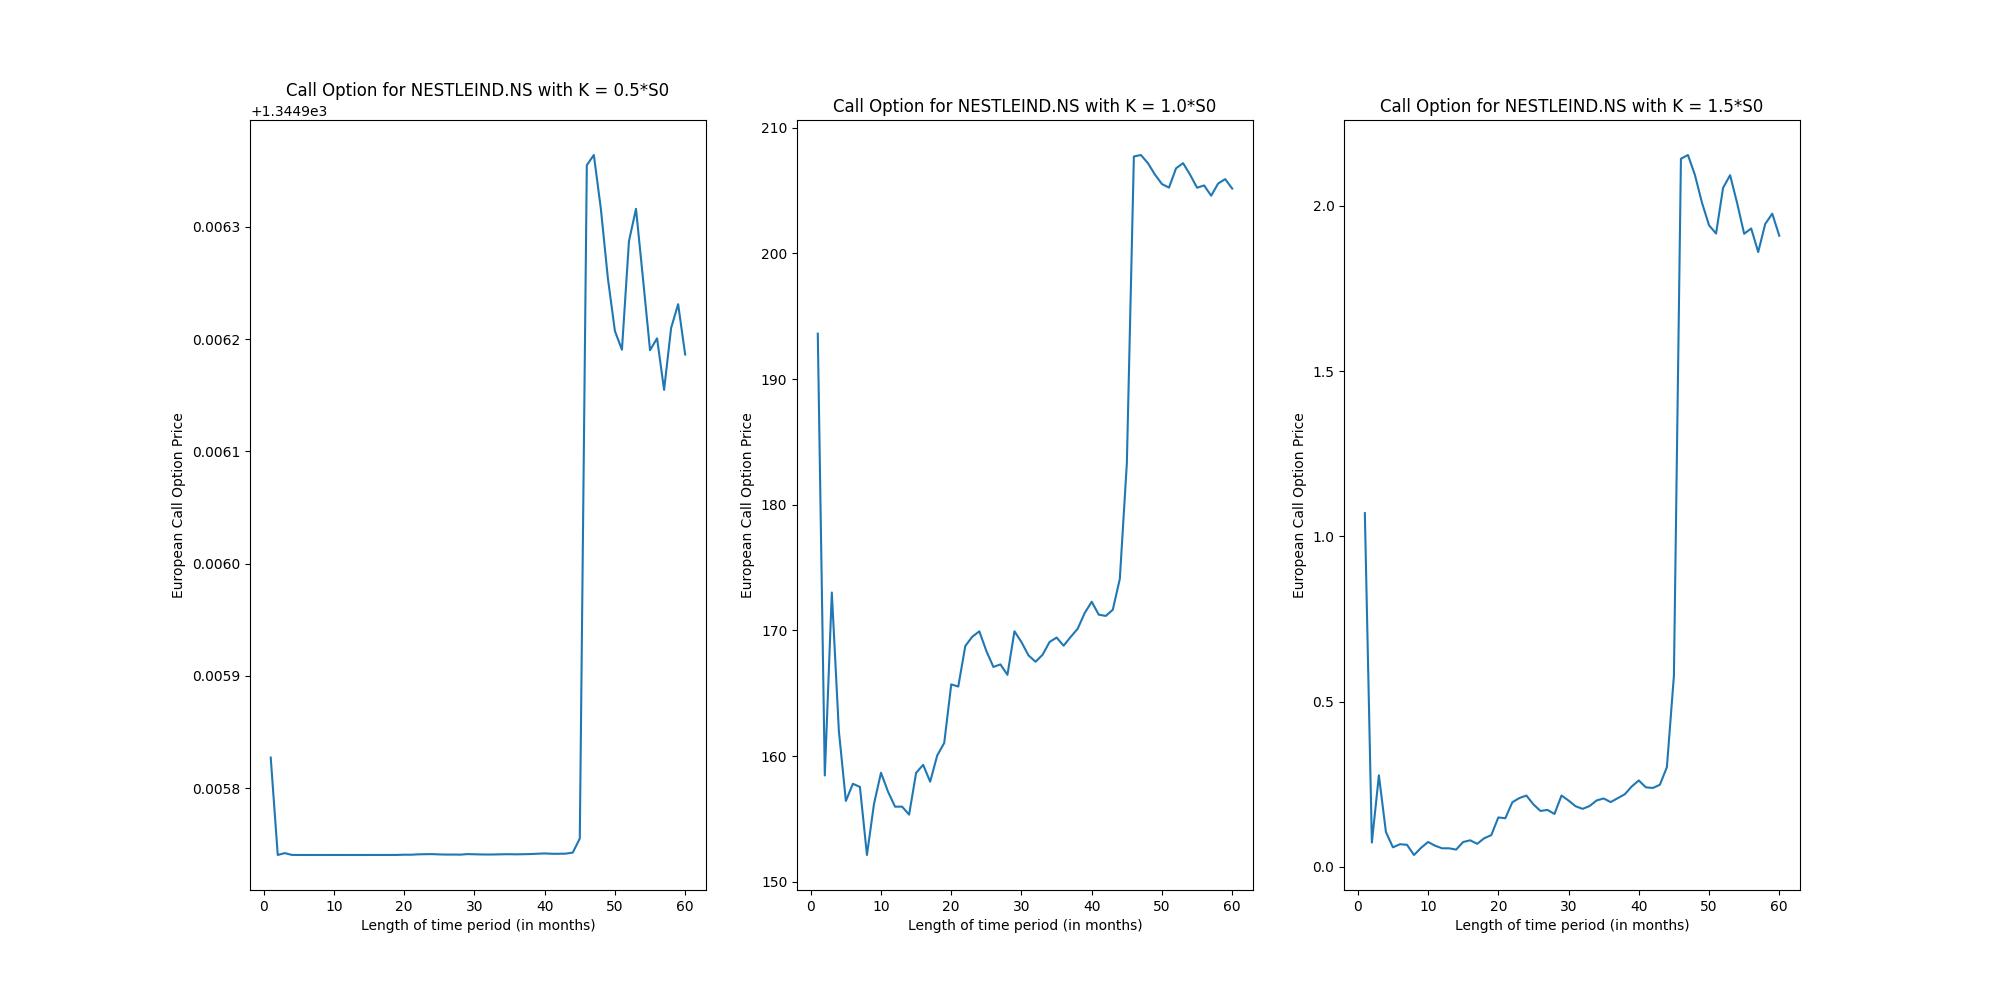 Call Option for NESTLEIND.NS with K = 0.5*S0
+1.3449e3
0.0063
0.0062
0.0061
0.0060
0.0059
0.0058
European Call Option Price
0 10 20 30 40 50 60
Length of time period (in months)
Call Option for NESTLEIND.NS with K = 1.0*S0
210
200
190
180
170
160
150
European Call Option Price
0 10 20 30 40 50 60
Length of time period (in months)
Call Option for NESTLEIND.NS with K = 1.5*S0
2.0
1.5
1.0
0.5
0.0
European Call Option Price
0 10 20 30 40 50 60
Length of time period (in months)